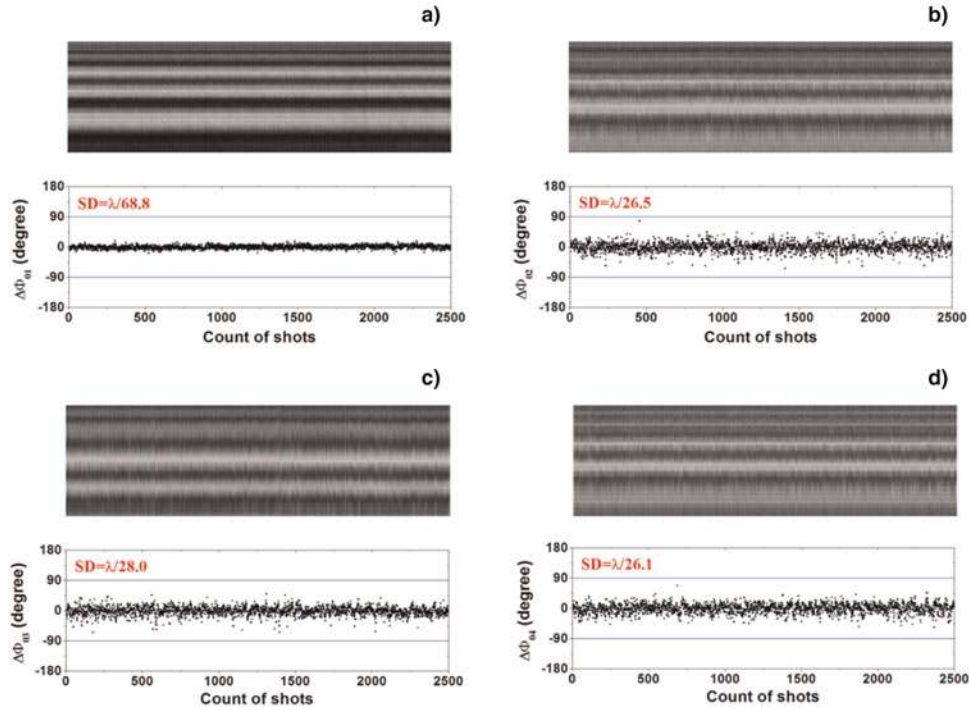 a)
180
90
0
-90
-180
ΔΦ₀₁ (degree)
SD=λ/68.8
0 500 1000 1500 2000 2500
Count of shots
b)
180
90
0
-90
-180
ΔΦ₀₂ (degree)
SD=λ/26.5
0 500 1000 1500 2000 2500
Count of shots
c)
180
90
0
-90
-180
ΔΦ₀₃ (degree)
SD=λ/28.0
0 500 1000 1500 2000 2500
Count of shots
d)
180
90
0
-90
-180
ΔΦ₀₄ (degree)
SD=λ/26.1
0 500 1000 1500 2000 2500
Count of shots